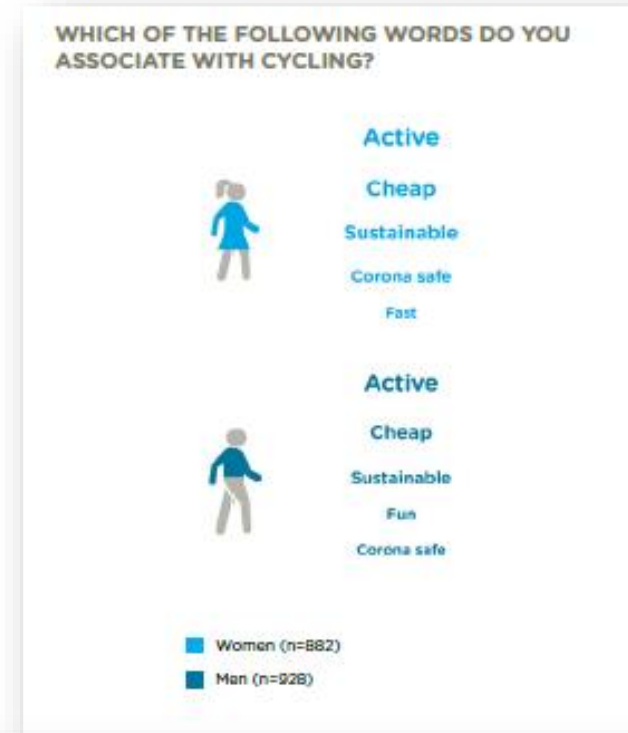 WHICH OF THE FOLLOWING WORDS DO YOU
ASSOCIATE WITH CYCLING?
Active
Cheap
Sustainable
Corona safe
Fast
Active
Cheap
Sustainable
Fun
Corona safe
Women (n=882)
Men (n=928)